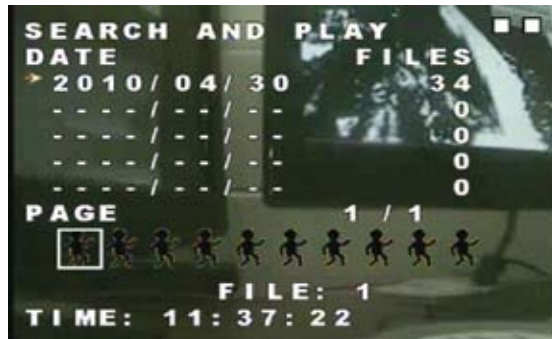 SEARCH AND PLAY
DATE FILES
2010/04/30 34
----/--/-- 0
----/--/-- 0
----/--/-- 0
----/--/-- 0
PAGE 1/1
FILE: 1
TIME: 11:37:22